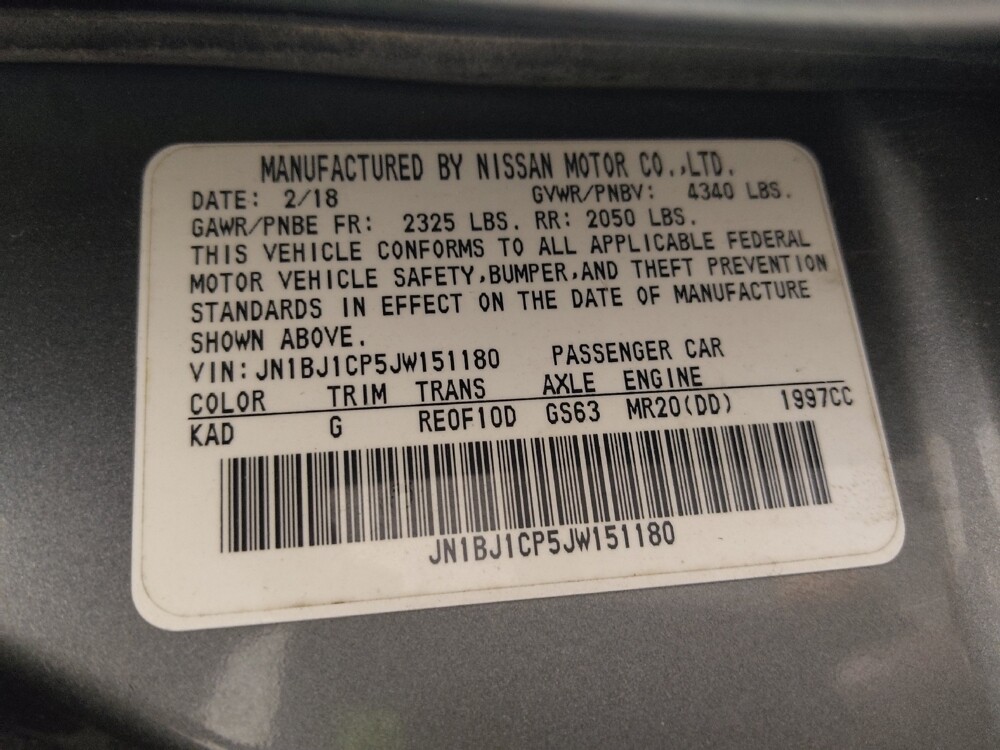 MANUFACTURED BY NISSAN MOTOR CO.,LTD.
DATE: 2/18 GVWR/PNBV: 4340 LBS.
GAWR/PNBE FR: 2325 LBS. RR: 2050 LBS.
THIS VEHICLE CONFORMS TO ALL APPLICABLE FEDERAL
MOTOR VEHICLE SAFETY,BUMPER,AND THEFT PREVENTION
STANDARDS IN EFFECT ON THE DATE OF MANUFACTURE
SHOWN ABOVE.
VIN: JN1BJ1CP5JW151180 PASSENGER CAR
COLOR TRIM TRANS AXLE ENGINE
KAD G RE0F10D GS63 MR20(DD) 1997CC
JN1BJ1CP5JW151180